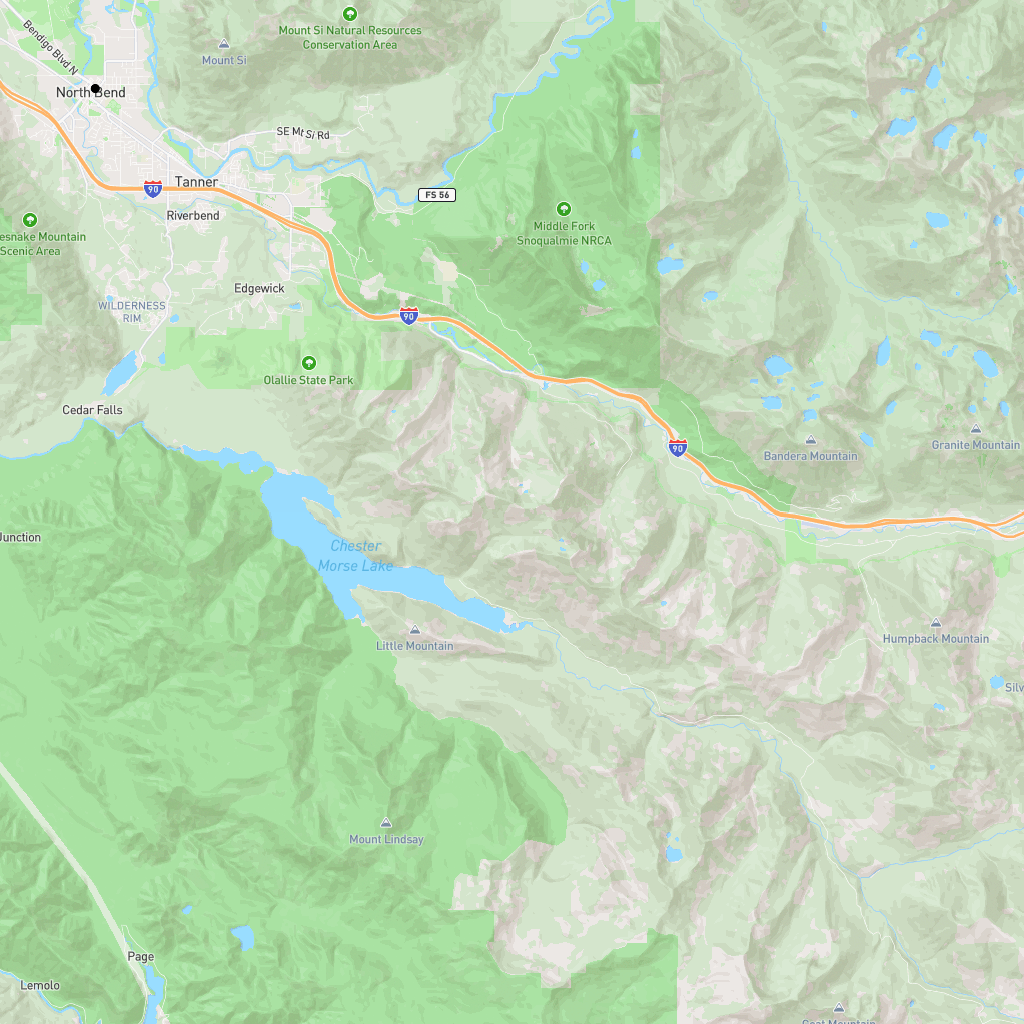 Mount Si Natural Resources
Conservation Area
Bendigo Blvd N
Mount Si
North Bend
SE Mt Si Rd
Tanner
90
FS 56
Riverbend
esnake Mountain
Scenic Area
Middle Fork
Snoqualmie NRCA
Edgewick
WILDERNESS
RIM
90
Olallie State Park
Cedar Falls
90
Bandera Mountain
Granite Mountain
Junction
Chester
Morse Lake
Little Mountain
Humpback Mountain
Silv
Mount Lindsay
Page
Lemolo
Goat Mountain